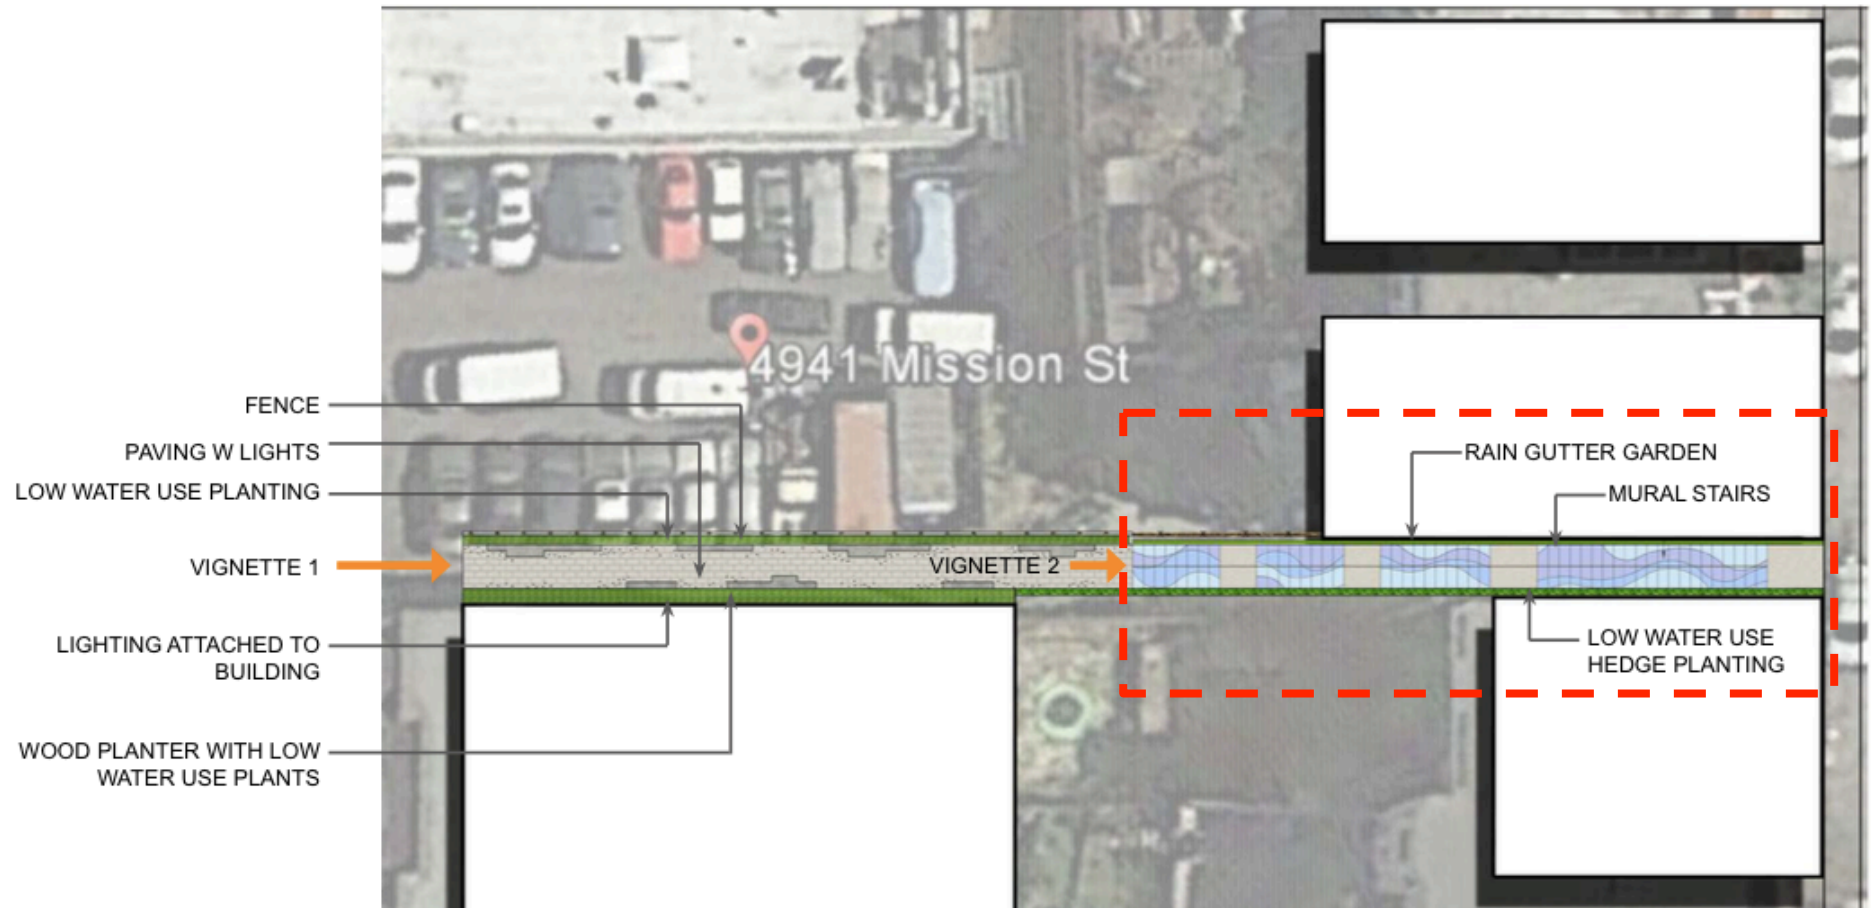 4941 Mission St
FENCE
PAVING W LIGHTS
LOW WATER USE PLANTING
VIGNETTE 1
LIGHTING ATTACHED TO
BUILDING
WOOD PLANTER WITH LOW
WATER USE PLANTS
VIGNETTE 2
RAIN GUTTER GARDEN
MURAL STAIRS
LOW WATER USE
HEDGE PLANTING